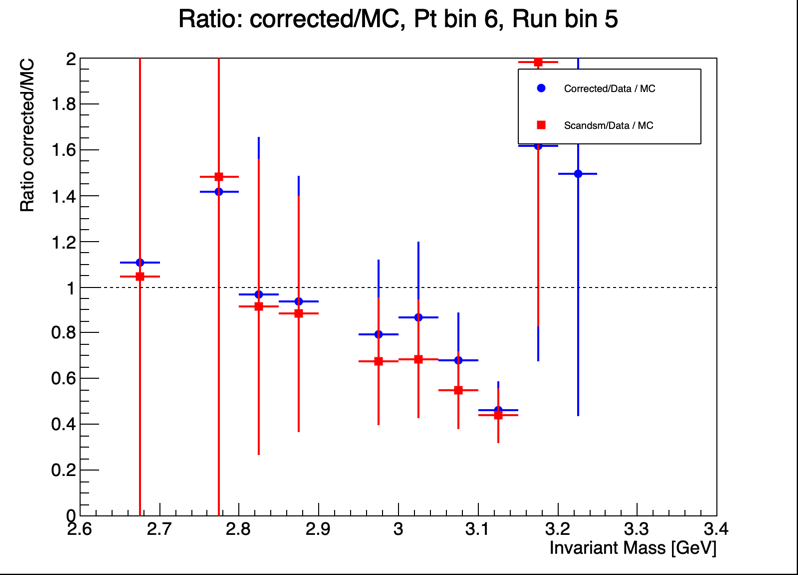 Ratio: corrected/MC, Pt bin 6, Run bin 5
Ratio corrected/MC
2
1.8
1.6
1.4
1.2
1
0.8
0.6
0.4
0.2
0
Corrected/Data / MC
Scandsm/Data / MC
2.6 2.7 2.8 2.9 3 3.1 3.2 3.3 3.4
Invariant Mass [GeV]